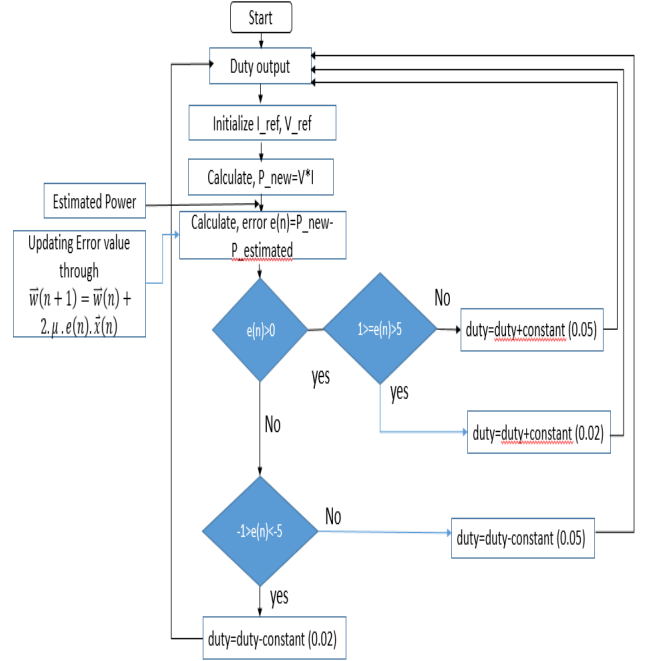 Start
Duty output
Initialize I_ref, V_ref
Calculate, P_new=V*I
Estimated Power
Calculate, error e(n)=P_new-
P_estimated
Updating Error value
through
w⃗(n + 1) = w⃗(n) +
2. μ . e(n). x⃗(n)
e(n)>0
yes
1>=e(n)>5
No
duty=duty+constant (0.05)
yes
duty=duty+constant (0.02)
No
-1>e(n)<-5
No
duty=duty-constant (0.05)
yes
duty=duty-constant (0.02)